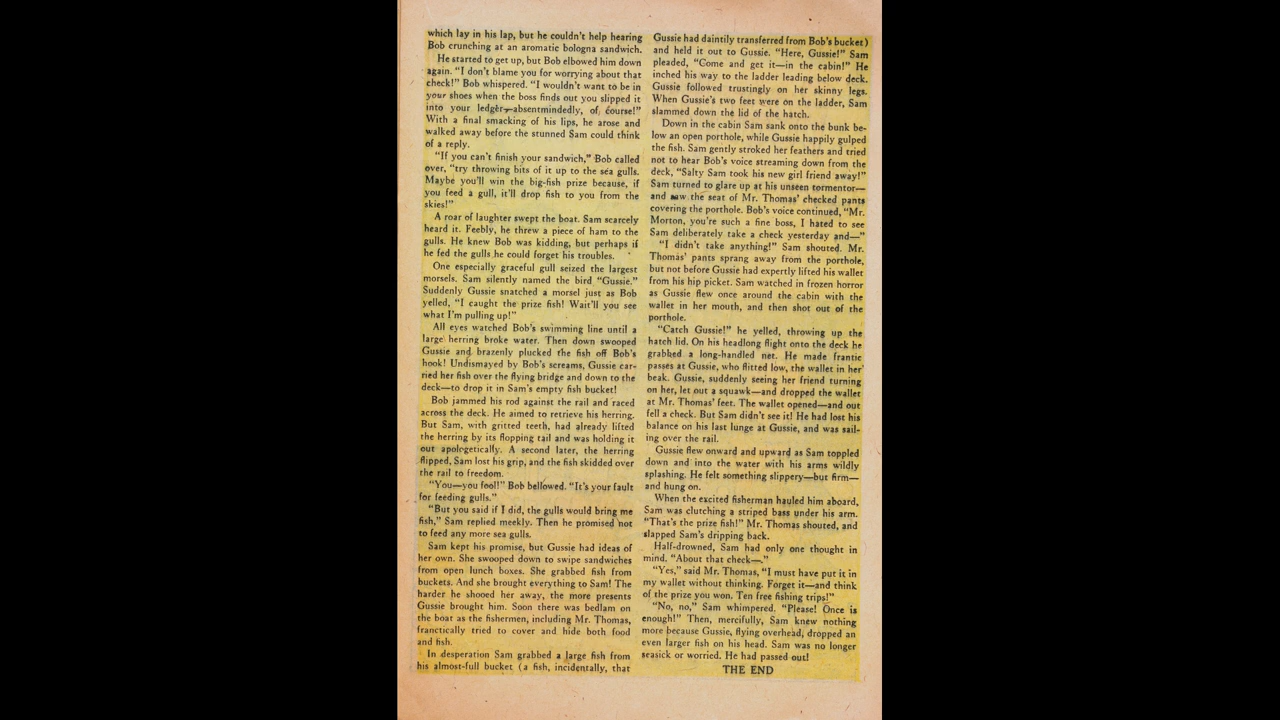 which lay in his lap, but he couldn't help hearing
Bob crunching at an aromatic bologna sandwich.
He started to get up, but Bob elbowed him down
again. "I don't blame you for worrying about that
check!" Bob whispered. "I wouldn't want to be in
your shoes when the boss finds out you slipped it
into your ledger—absentmindedly, of course!"
With a final smacking of his lips, he arose and
walked away before the stunned Sam could think
of a reply.
"If you can't finish your sandwich," Bob called
over, "try throwing bits of it up to the sea gulls.
Maybe you'll win the big-fish prize because, if
you feed a gull, it'll drop fish to you from the
skies!"
A roar of laughter swept the boat. Sam scarcely
heard it. Feebly, he threw a piece of ham to the
gulls. He knew Bob was kidding, but perhaps if
he fed the gulls he could forget his troubles.
One especially graceful gull seized the largest
morsels. Sam silently named the bird "Gussie."
Suddenly Gussie snatched a morsel just as Bob
yelled, "I caught the prize fish! Wait'll you see
what I'm pulling up!"
All eyes watched Bob's swimming line until a
large herring broke water. Then down swooped
Gussie and brazenly plucked the fish off Bob's
hook! Undismayed by Bob's screams, Gussie car-
ried her fish over the flying bridge and down to the
deck—to drop it in Sam's empty fish bucket!
Bob jammed his rod against the rail and raced
across the deck. He aimed to retrieve his herring.
But Sam, with gritted teeth, had already lifted
the herring by its flopping tail and was holding it
out apologetically. A second later, the herring
flipped, Sam lost his grip, and the fish skidded over
the rail to freedom.
"You—you fool!" Bob bellowed. "It's your fault
for feeding gulls."
"But you said if I did, the gulls would bring me
fish," Sam replied meekly. Then he promised not
to feed any more sea gulls.
Sam kept his promise, but Gussie had ideas of
her own. She swooped down to swipe sandwiches
from open lunch boxes. She grabbed fish from
buckets. And she brought everything to Sam! The
harder he shooed her away, the more presents
Gussie brought him. Soon there was bedlam on
the boat as the fishermen, including Mr. Thomas,
franctically tried to cover and hide both food
and fish.
In desperation Sam grabbed a large fish from
his almost-full bucket (a fish, incidentally, that
Gussie had daintily transferred from Bob's bucket)
and held it out to Gussie. "Here, Gussie!" Sam
pleaded, "Come and get it—in the cabin!" He
inched his way to the ladder leading below deck.
Gussie followed trustingly on her skinny legs.
When Gussie's two feet were on the ladder, Sam
slammed down the lid of the hatch.
Down in the cabin Sam sank onto the bunk be-
low an open porthole, while Gussie happily gulped
the fish. Sam gently stroked her feathers and tried
not to hear Bob's voice streaming down from the
deck, "Salty Sam took his new girl friend away!"
Sam turned to glare up at his unseen tormentor—
and saw the seat of Mr. Thomas' checked pants
covering the porthole. Bob's voice continued, "Mr.
Morton, you're such a fine boss, I hated to see
Sam deliberately take a check yesterday and—"
"I didn't take anything!" Sam shouted. Mr.
Thomas' pants sprang away from the porthole,
but not before Gussie had expertly lifted his wallet
from his hip picket. Sam watched in frozen horror
as Gussie flew once around the cabin with the
wallet in her mouth, and then shot out of the
porthole.
"Catch Gussie!" he yelled, throwing up the
hatch lid. On his headlong flight onto the deck he
grabbed a long-handled net. He made frantic
passes at Gussie, who flitted low, the wallet in her
beak. Gussie, suddenly seeing her friend turning
on her, let out a squawk—and dropped the wallet
at Mr. Thomas' feet. The wallet opened—and out
fell a check. But Sam didn't see it! He had lost his
balance on his last lunge at Gussie, and was sail-
ing over the rail.
Gussie flew onward and upward as Sam toppled
down and into the water with his arms wildly
splashing. He felt something slippery—but firm—
and hung on.
When the excited fisherman hauled him aboard,
Sam was clutching a striped bass under his arm.
"That's the prize fish!" Mr. Thomas shouted, and
slapped Sam's dripping back.
Half-drowned, Sam had only one thought in
mind. "About that check—."
"Yes," said Mr. Thomas, "I must have put it in
my wallet without thinking. Forget it—and think
of the prize you won. Ten free fishing trips!"
"No, no," Sam whimpered. "Please! Once is
enough!" Then, mercifully, Sam knew nothing
more because Gussie, flying overhead, dropped an
even larger fish on his head. Sam was no longer
seasick or worried. He had passed out!
THE END